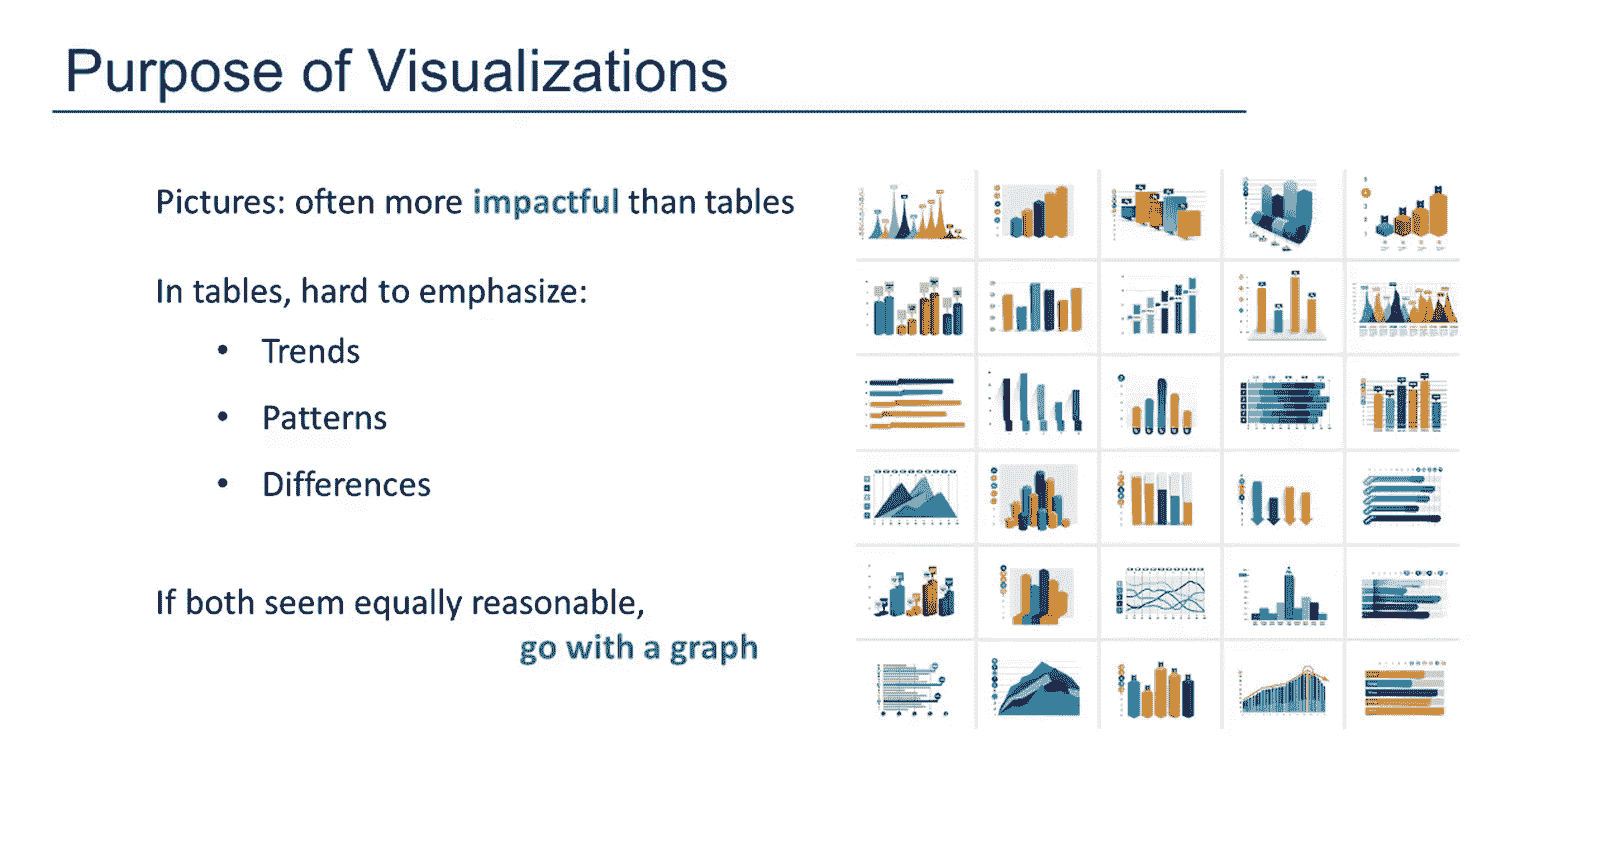 Purpose of Visualizations
Pictures: often more impactful than tables
In tables, hard to emphasize:
• Trends
• Patterns
• Differences
If both seem equally reasonable,
go with a graph